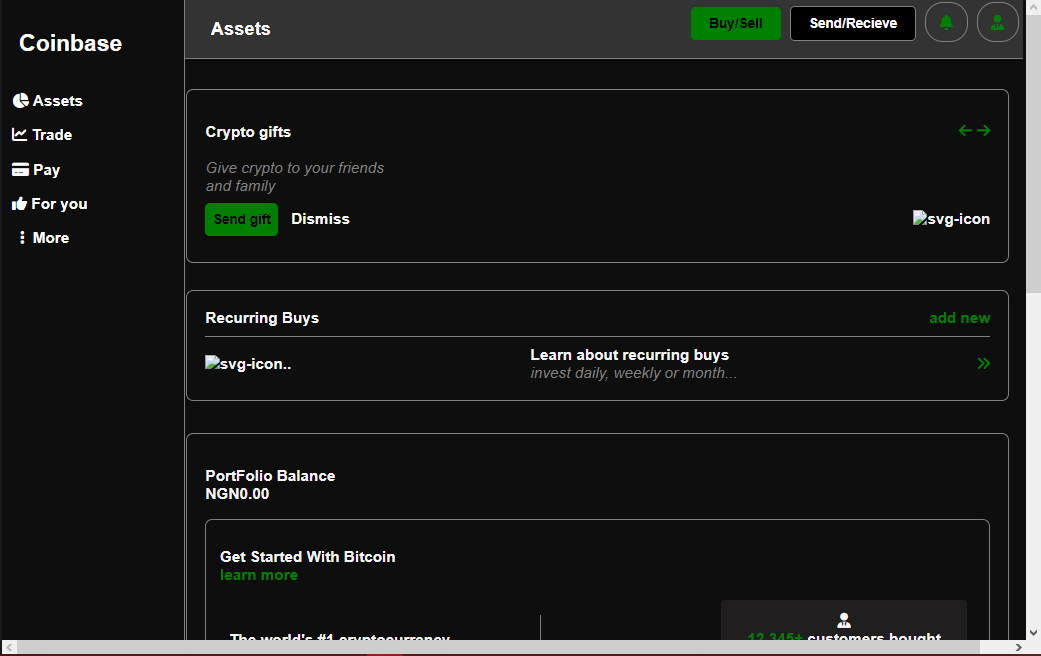 Coinbase
Assets
Trade
Pay
For you
More
Assets
Buy/Sell
Send/Recieve
Crypto gifts
Give crypto to your friends
and family
Send gift
Dismiss
svg-icon
Recurring Buys
add new
svg-icon..
Learn about recurring buys
invest daily, weekly or month...
PortFolio Balance
NGN0.00
Get Started With Bitcoin
learn more
The world's #1 cryptocurrency
12,345+ customers bought